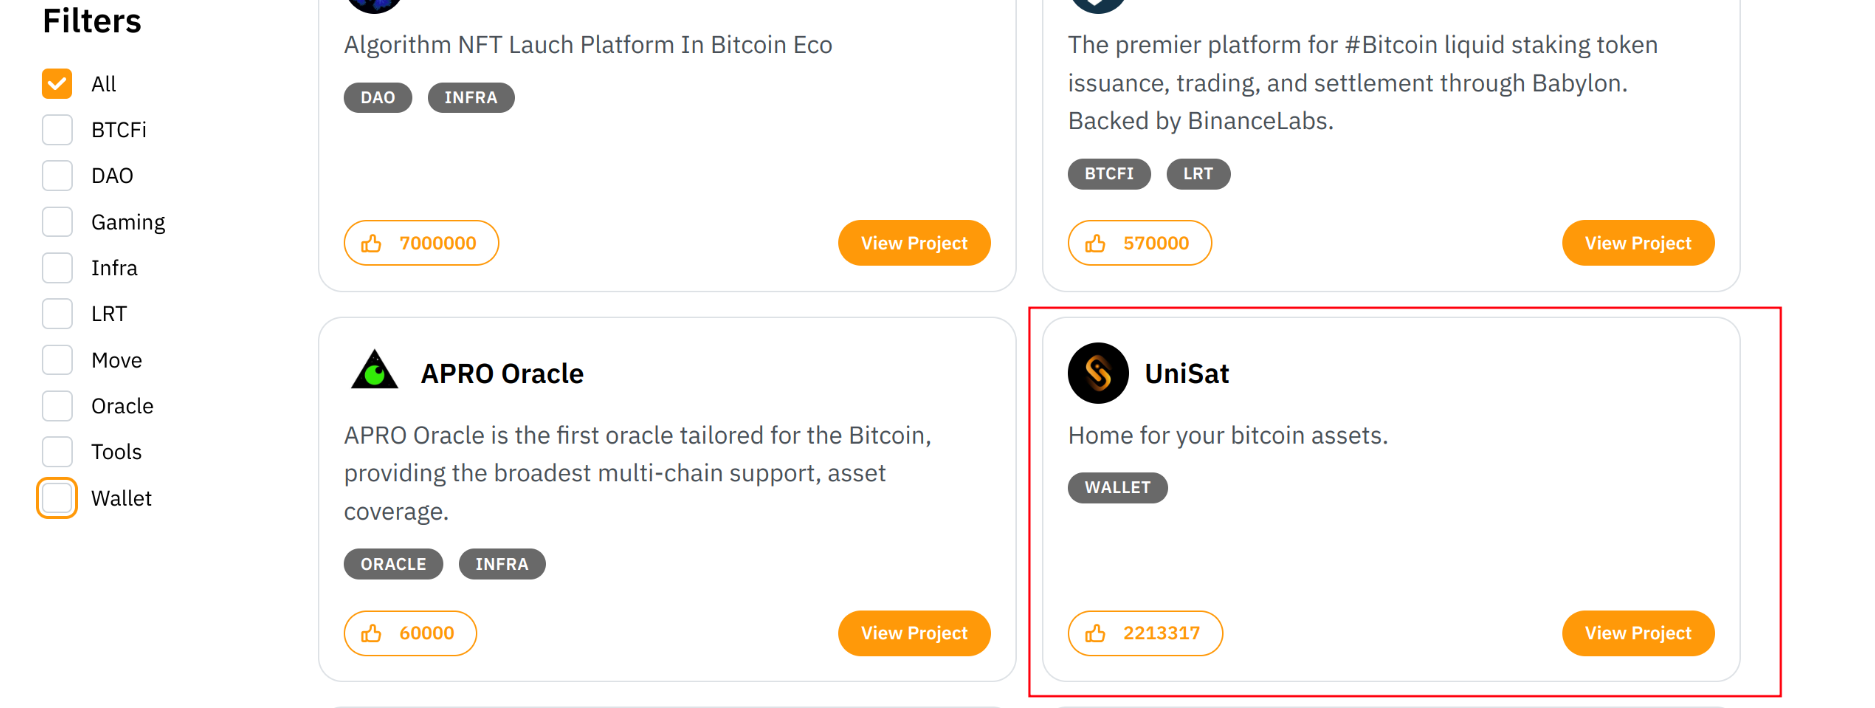 Filters
All
BTCFi
DAO
Gaming
Infra
LRT
Move
Oracle
Tools
Wallet
Algorithm NFT Lauch Platform In Bitcoin Eco
DAO INFRA
7000000 View Project
The premier platform for #Bitcoin liquid staking token
issuance, trading, and settlement through Babylon.
Backed by BinanceLabs.
BTCFI LRT
570000 View Project
APRO Oracle
APRO Oracle is the first oracle tailored for the Bitcoin,
providing the broadest multi-chain support, asset
coverage.
ORACLE INFRA
60000 View Project
UniSat
Home for your bitcoin assets.
WALLET
2213317 View Project